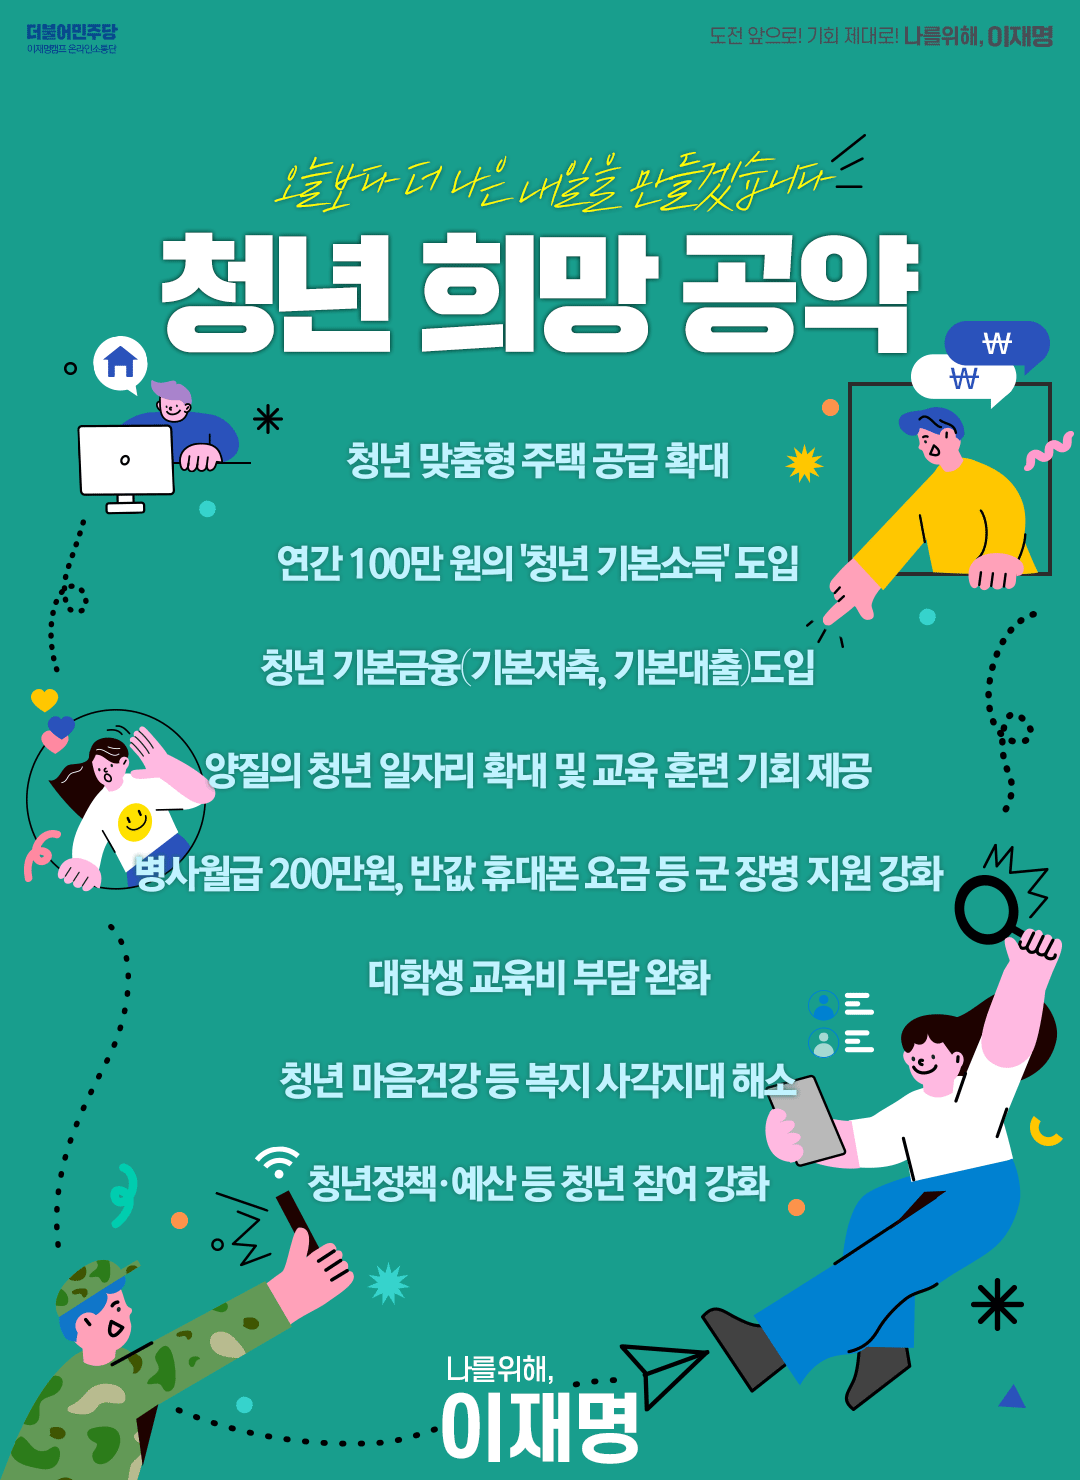 더불어민주당
이재명캠프 온라인소통단
도전 앞으로! 기회 제대로! 나를위해, 이재명
오늘보다 더 나은 내일을 만들겠습니다
청년 희망 공약
₩
₩
청년 맞춤형 주택 공급 확대
연간 100만 원의 '청년 기본소득' 도입
청년 기본금융(기본저축, 기본대출)도입
양질의 청년 일자리 확대 및 교육 훈련 기회 제공
병사월급 200만원, 반값 휴대폰 요금 등 군 장병 지원 강화
대학생 교육비 부담 완화
청년 마음건강 등 복지 사각지대 해소
청년정책·예산 등 청년 참여 강화
나를위해,
이재명